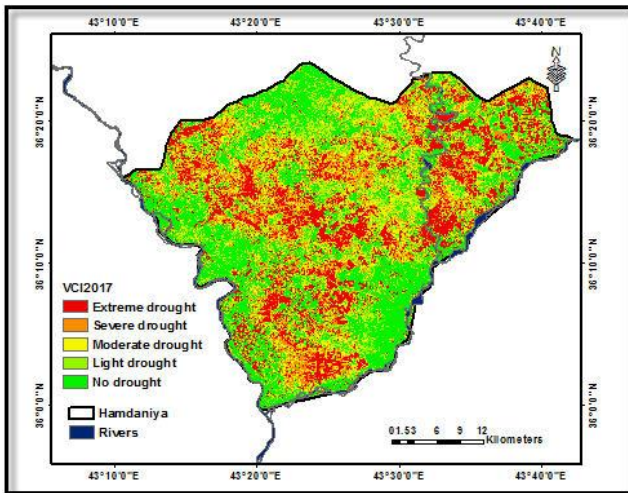 43°10'0"E 43°20'0"E 43°30'0"E 43°40'0"E
N
36°20'0"N 36°20'0"N
36°10'0"N 36°10'0"N
VCI2017
Extreme drought
Severe drought
Moderate drought
Light drought
No drought
36°0'0"N 36°0'0"N
Hamdaniya
Rivers
0 1.5 3 6 9 12
Kilometers
43°10'0"E 43°20'0"E 43°30'0"E 43°40'0"E